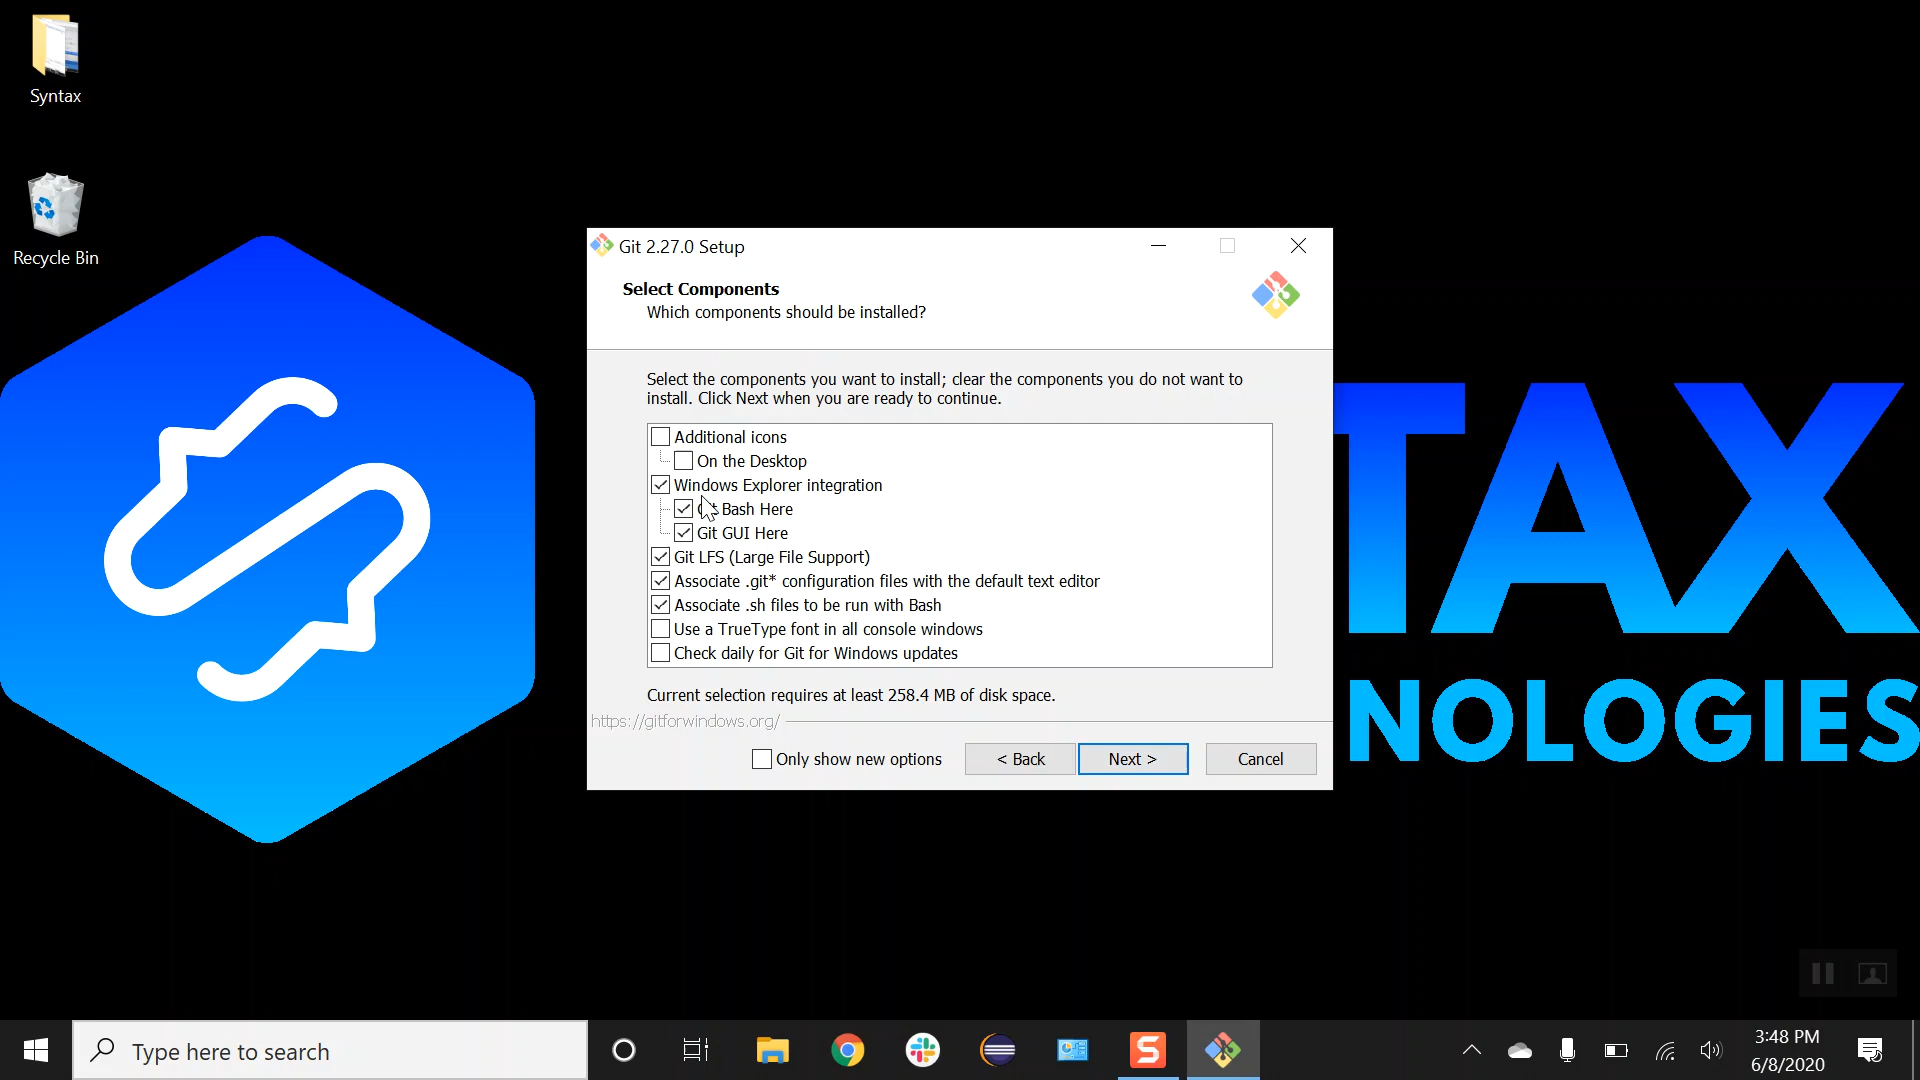 Syntax
Recycle Bin
Git 2.27.0 Setup
Select Components
Which components should be installed?
Select the components you want to install; clear the components you do not want to
install. Click Next when you are ready to continue.
Additional icons
On the Desktop
Windows Explorer integration
Bash Here
Git GUI Here
Git LFS (Large File Support)
Associate .git* configuration files with the default text editor
Associate .sh files to be run with Bash
Use a TrueType font in all console windows
Check daily for Git for Windows updates
Current selection requires at least 258.4 MB of disk space.
https://gitforwindows.org/
Only show new options
< Back
Next >
Cancel
TAX
NOLOGIES
Type here to search
3:48 PM
6/8/2020